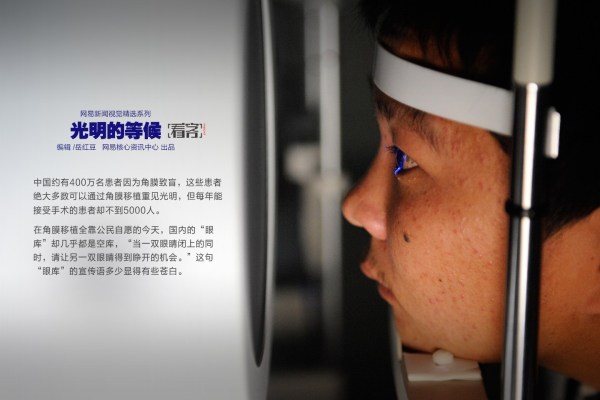 网易新闻视觉精选系列
光明的等候 看客
编辑/岳红豆 网易核心资讯中心 出品
中国约有400万名患者因为角膜致盲，这些患者
绝大多数可以通过角膜移植重见光明，但每年能
接受手术的患者却不到5000人。
在角膜移植全靠公民自愿的今天，国内的“眼
库”却几乎都是空库，“当一双眼睛闭上的同
时，请让另一双眼睛得到睁开的机会。”这句
“眼库”的宣传语多少显得有些苍白。